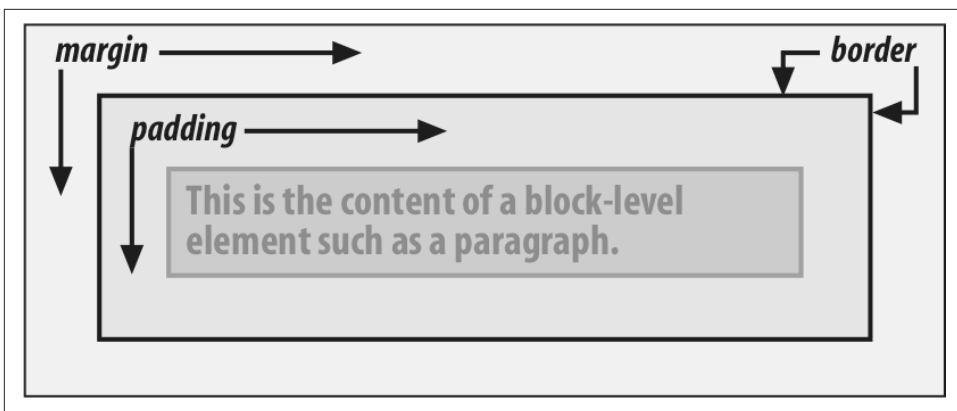 margin
border
padding
This is the content of a block-level
element such as a paragraph.